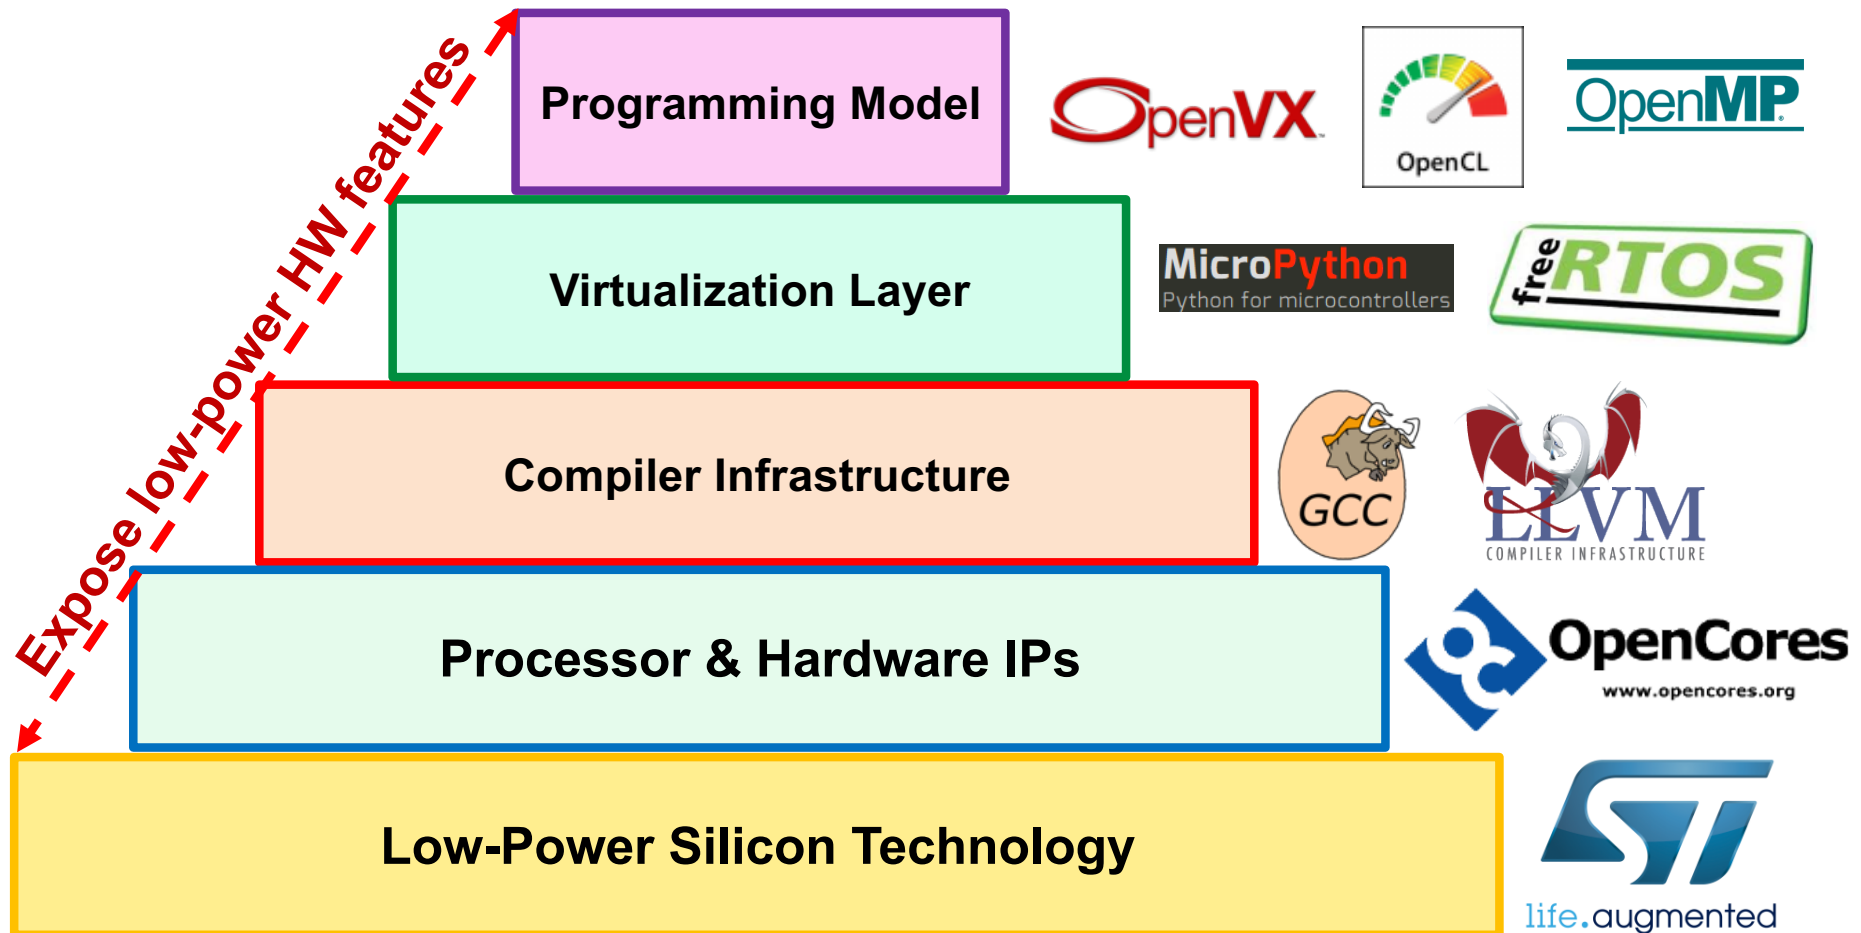 Expose low-power HW features
Programming Model
OpenVX™
OpenCL
OpenMP®
Virtualization Layer
MicroPython
Python for microcontrollers
freeRTOS
Compiler Infrastructure
GCC
LLVM
COMPILER INFRASTRUCTURE
Processor & Hardware IPs
OpenCores
www.opencores.org
Low-Power Silicon Technology
ST
life.augmented